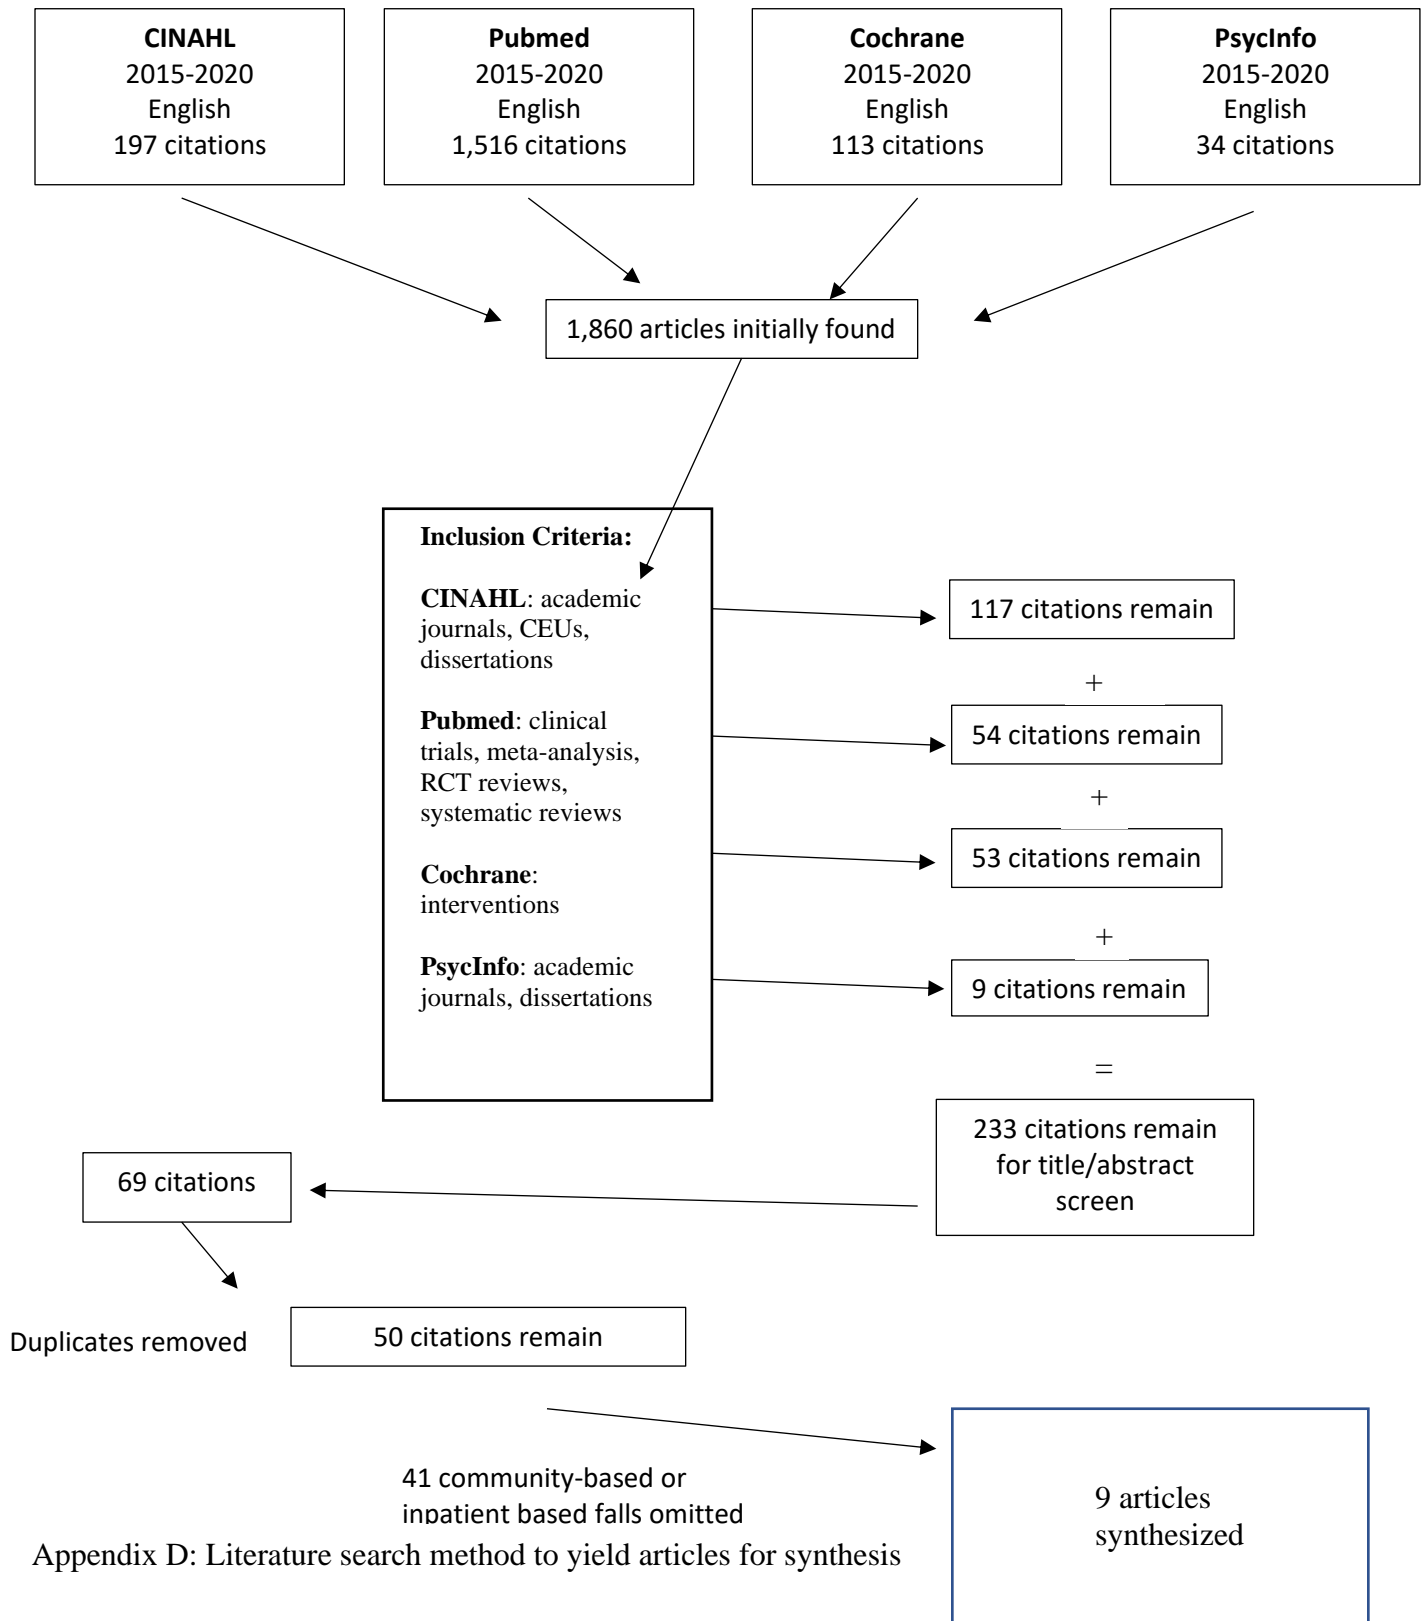 CINAHL
2015-2020
English
197 citations
Pubmed
2015-2020
English
1,516 citations
Cochrane
2015-2020
English
113 citations
PsycInfo
2015-2020
English
34 citations
1,860 articles initially found
Inclusion Criteria:
CINAHL: academic
journals, CEUs,
dissertations
Pubmed: clinical
trials, meta-analysis,
RCT reviews,
systematic reviews
Cochrane:
interventions
PsycInfo: academic
journals, dissertations
117 citations remain
+
54 citations remain
+
53 citations remain
+
9 citations remain
=
233 citations remain
for title/abstract
screen
69 citations
Duplicates removed
50 citations remain
41 community-based or
inpatient based falls omitted
9 articles
synthesized
Appendix D: Literature search method to yield articles for synthesis